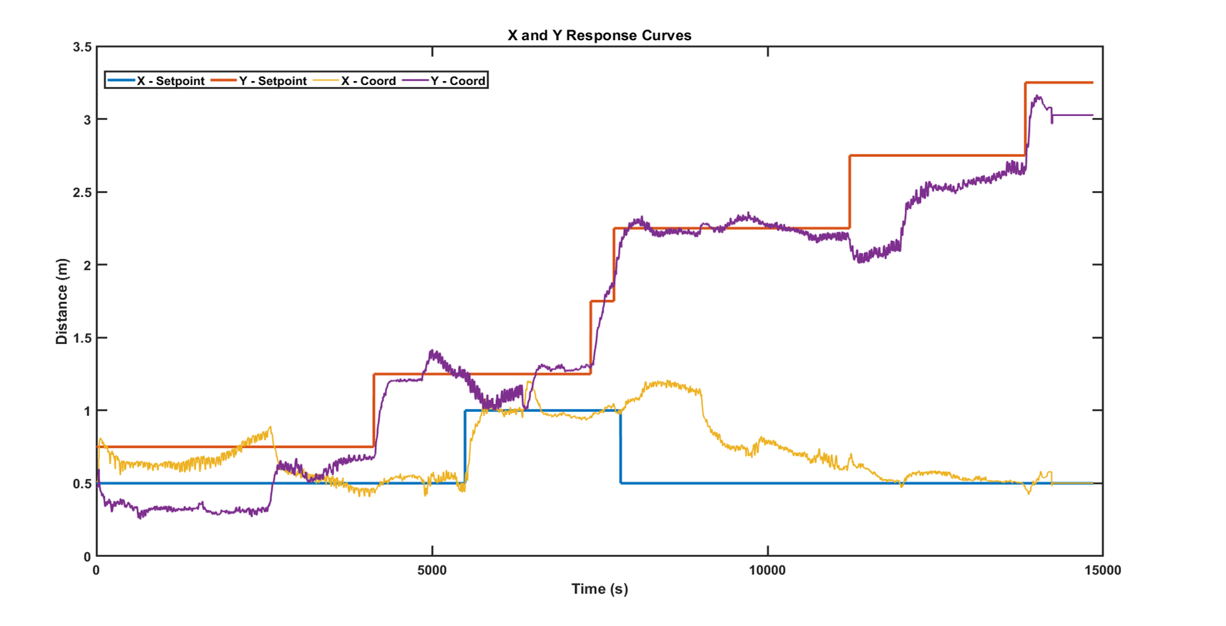 X and Y Response Curves
3.5
X - Setpoint Y - Setpoint X - Coord Y - Coord
3
2.5
2
Distance (m)
1.5
1
0.5
0
0 5000 10000 15000
Time (s)